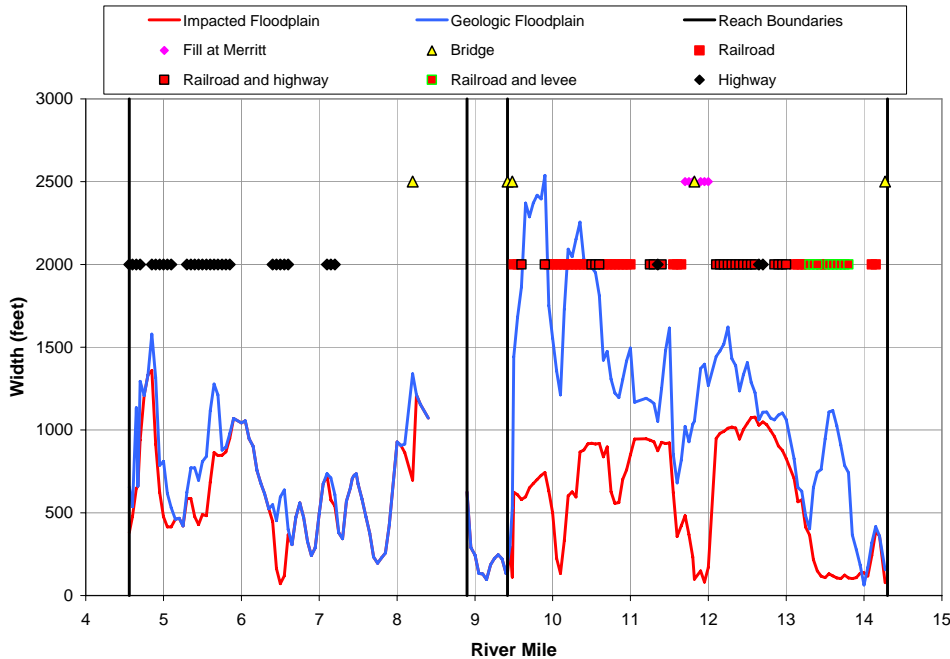 Impacted Floodplain Geologic Floodplain Reach Boundaries
Fill at Merritt Bridge Railroad
Railroad and highway Railroad and levee Highway
3000
2500
2000
1500
1000
500
0
Width (feet)
4 5 6 7 8 9 10 11 12 13 14 15
River Mile